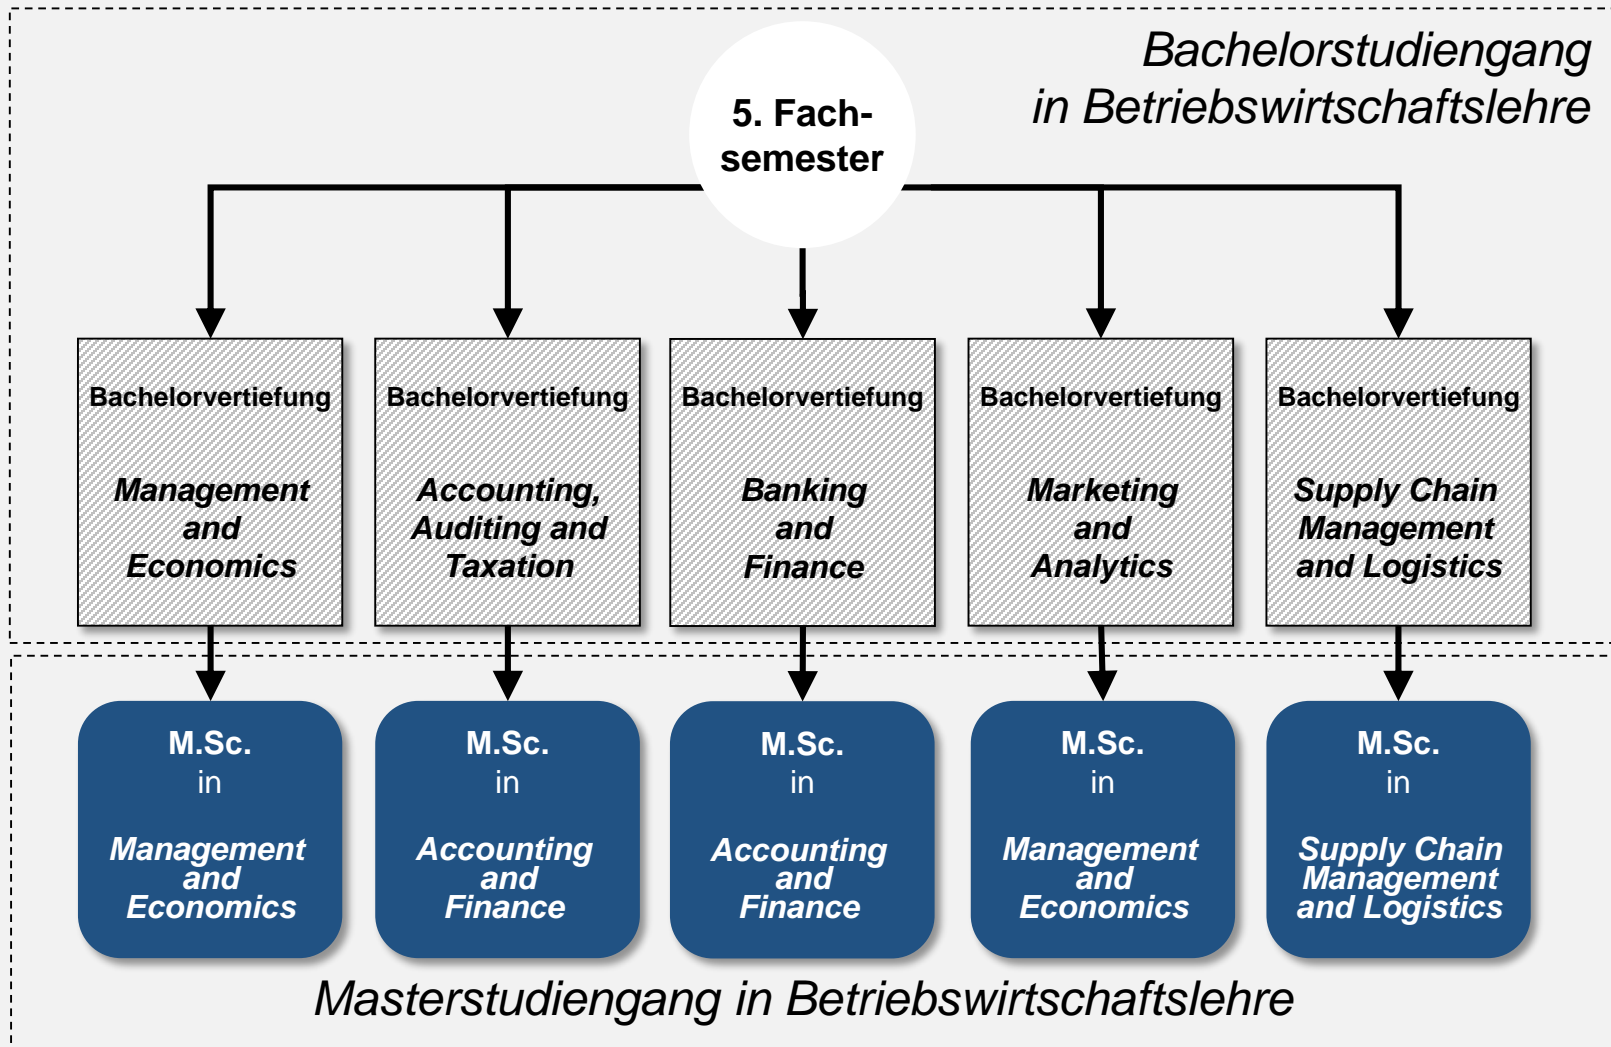 Bachelorstudiengang
in Betriebswirtschaftslehre
5. Fach-
semester
Bachelorvertiefung
Management
and
Economics
Bachelorvertiefung
Accounting,
Auditing and
Taxation
Bachelorvertiefung
Banking
and
Finance
Bachelorvertiefung
Marketing
and
Analytics
Bachelorvertiefung
Supply Chain
Management
and Logistics
M.Sc.
in
Management
and
Economics
M.Sc.
in
Accounting
and
Finance
M.Sc.
in
Accounting
and
Finance
M.Sc.
in
Management
and
Economics
M.Sc.
in
Supply Chain
Management
and Logistics
Masterstudiengang in Betriebswirtschaftslehre